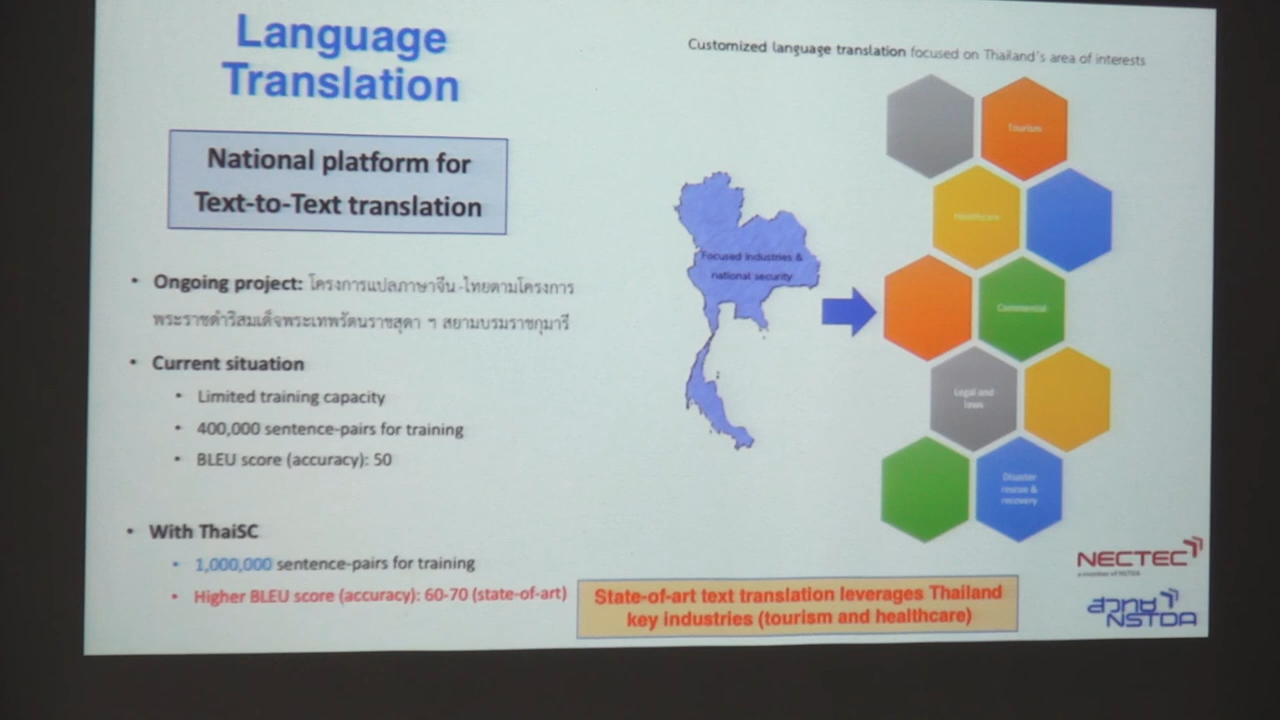 Language
Translation
National platform for
Text-to-Text translation
• Ongoing project: โครงการแปลภาษาจีน-ไทยตามโครงการ
พระราชดำริสมเด็จพระเทพรัตนราชสุดา ฯ สยามบรมราชกุมารี
• Current situation
• Limited training capacity
• 400,000 sentence-pairs for training
• BLEU score (accuracy): 50
• With ThaiSC
• 1,000,000 sentence-pairs for training
• Higher BLEU score (accuracy): 60-70 (state-of-art)
Customized language translation focused on Thailand's area of interests
Focused Industries &
national security
Tourism
Healthcare
Commercial
Legal and
laws
Disaster
rescue &
recovery
State-of-art text translation leverages Thailand
key industries (tourism and healthcare)
NECTEC
a member of NSTDA
สวทช
NSTDA